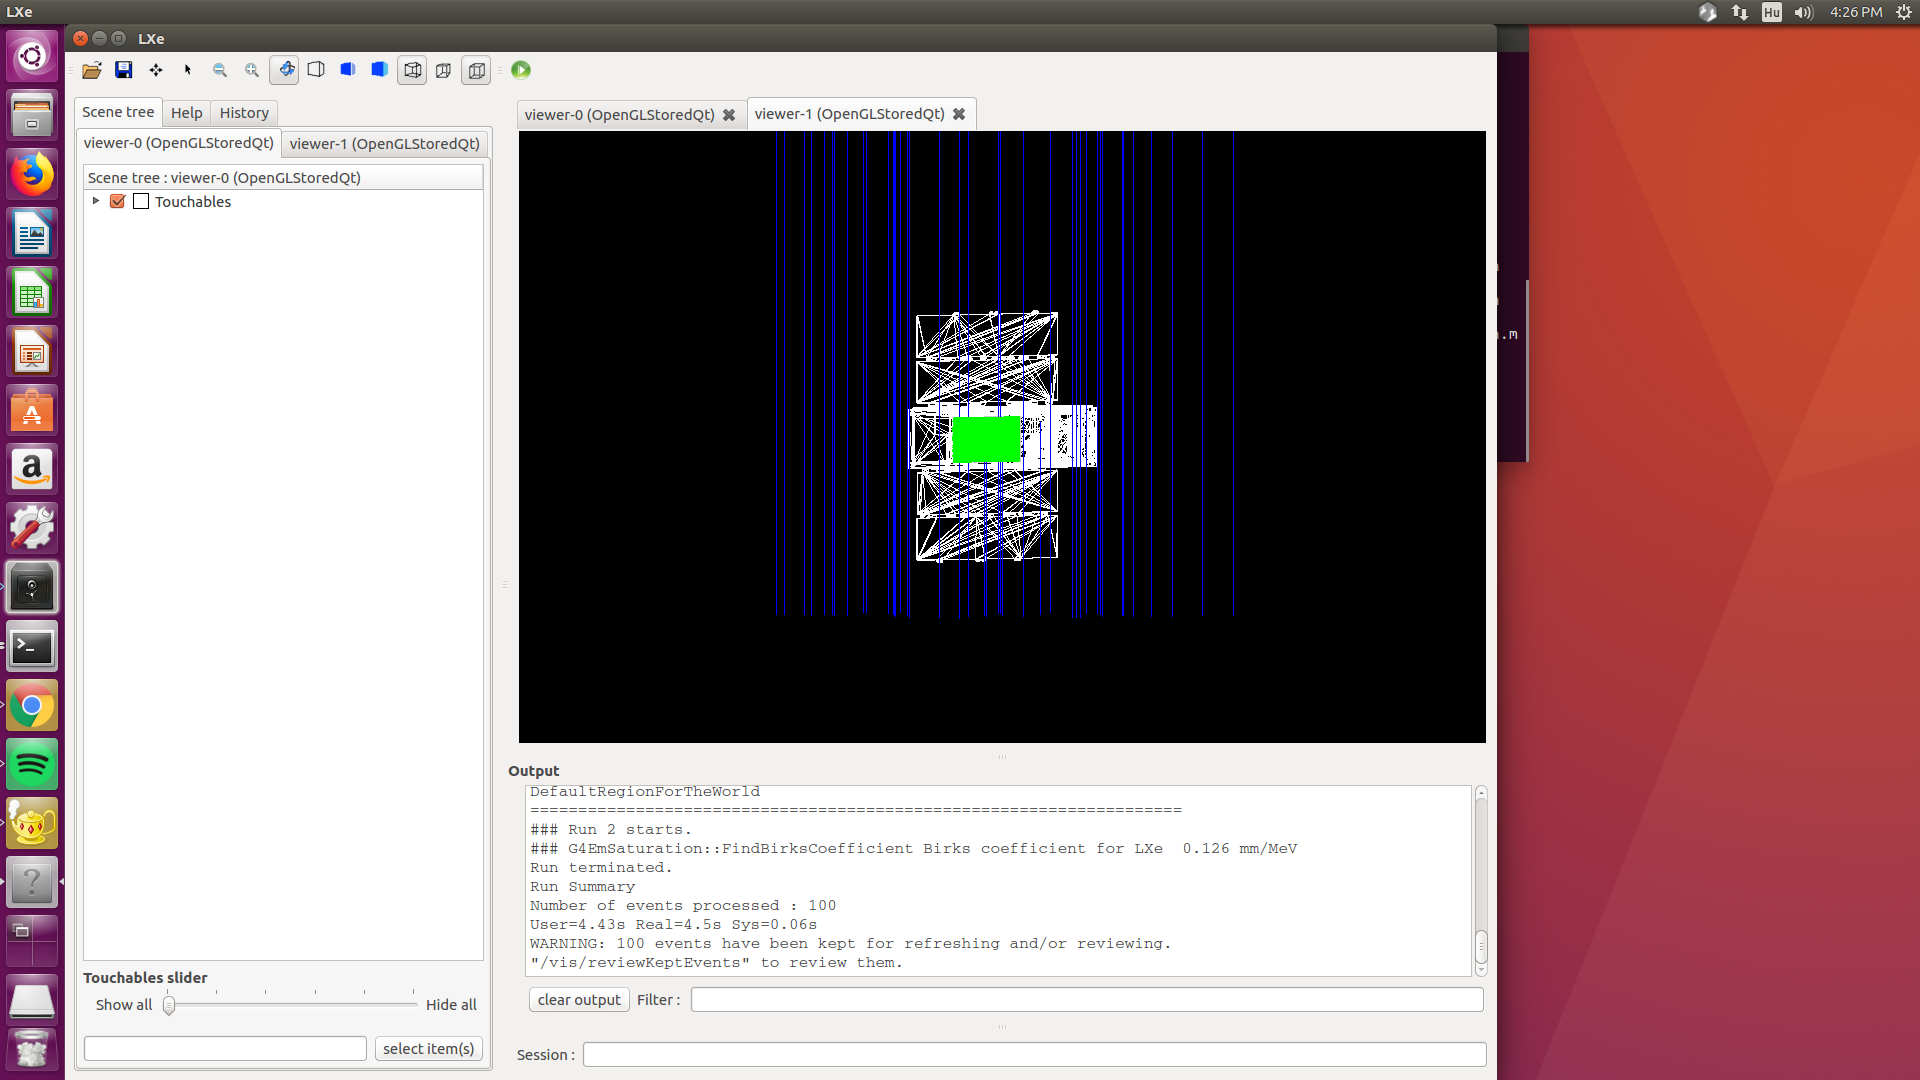 LXe
Hu
4:26 PM
LXe
Scene tree
Help
History
viewer-0 (OpenGLStoredQt)
viewer-1 (OpenGLStoredQt)
Scene tree : viewer-0 (OpenGLStoredQt)
Touchables
Touchables slider
Show all
Hide all
select item(s)
viewer-0 (OpenGLStoredQt)
viewer-1 (OpenGLStoredQt)
Output
DefaultRegionForTheWorld
====================================================================
### Run 2 starts.
### G4EmSaturation::FindBirksCoefficient Birks coefficient for LXe  0.126 mm/MeV
Run terminated.
Run Summary
Number of events processed : 100
User=4.43s Real=4.5s Sys=0.06s
WARNING: 100 events have been kept for refreshing and/or reviewing.
"/vis/reviewKeptEvents" to review them.
clear output
Filter :
Session :
.m